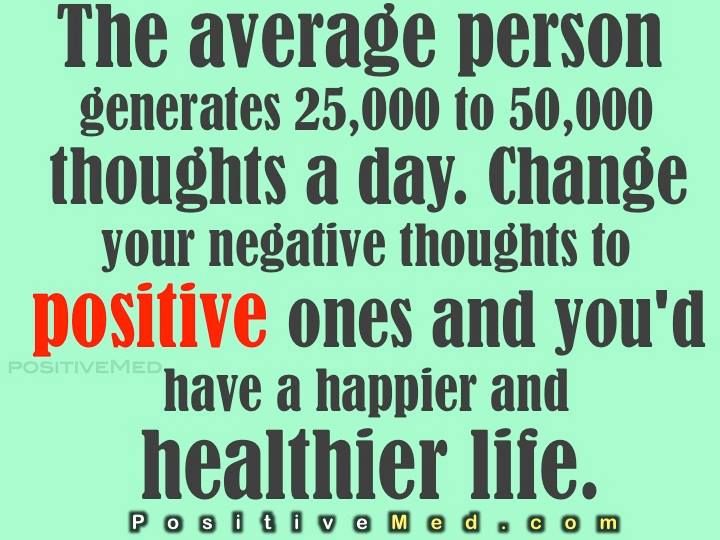 The average person
generates 25,000 to 50,000
thoughts a day. Change
your negative thoughts to
positive ones and you'd
POSITIVEMED
have a happier and
healthier life.
PositiveMed.com